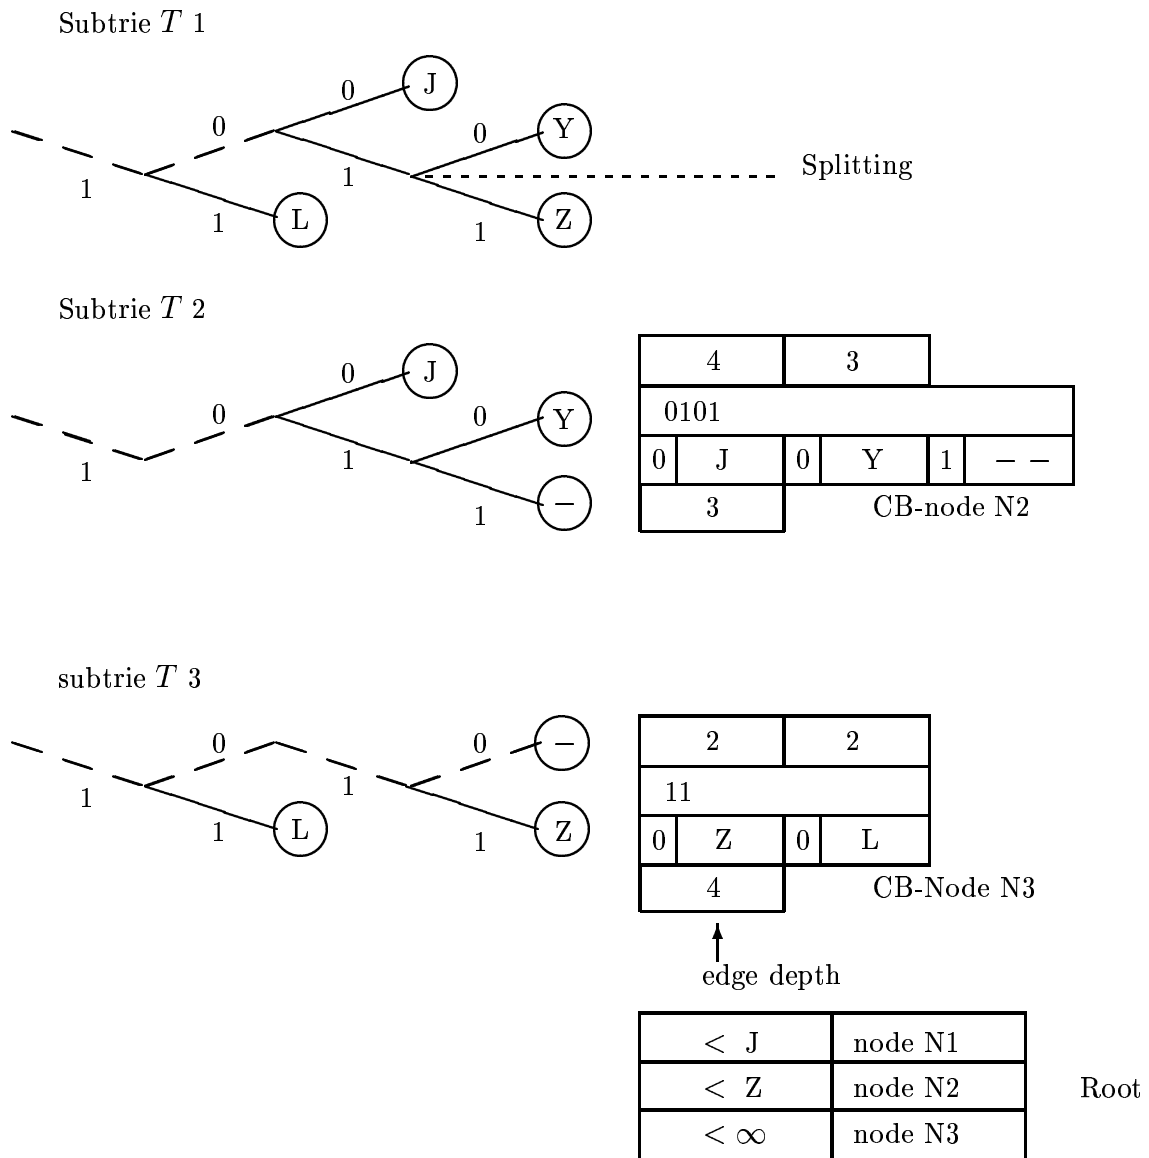 Subtrie T 1
0 J
0 0 Y
1 1 Splitting
1 L 1 Z
Subtrie T 2
0 J
0 0 Y
1 1 1 −
4 3
0101
0 J 0 Y 1 − −
3 CB-node N2
subtrie T 3
0 0 −
1 1
1 L 1 Z
2 2
11
0 Z 0 L
4 CB-Node N3
edge depth
< J node N1
< Z node N2 Root
< ∞ node N3